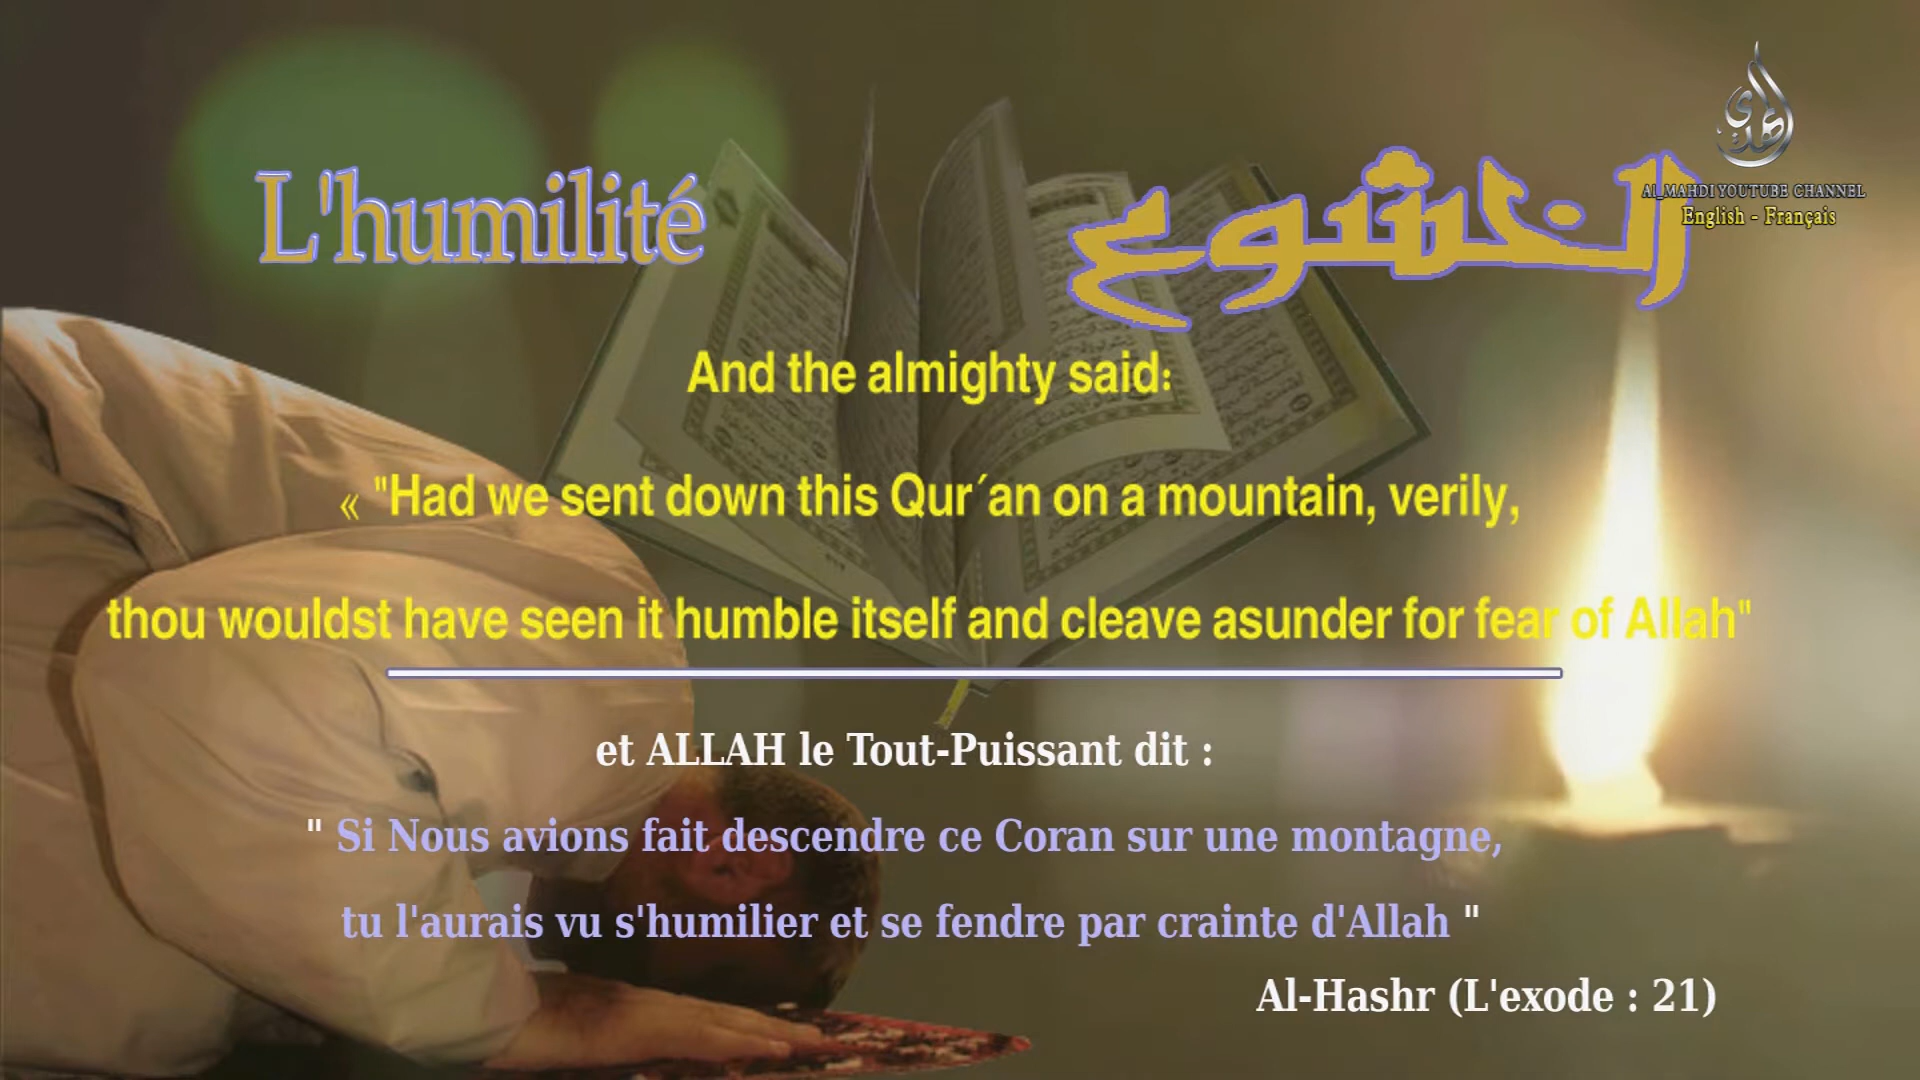 L'humilité
الخشوع
المهدي
Al_MAHDI YOUTUBE CHANNEL
English - Français
And the almighty said:
« "Had we sent down this Qur´an on a mountain, verily,
thou wouldst have seen it humble itself and cleave asunder for fear of Allah"
et ALLAH le Tout-Puissant dit :
" Si Nous avions fait descendre ce Coran sur une montagne,
tu l'aurais vu s'humilier et se fendre par crainte d'Allah "
Al-Hashr (L'exode : 21)